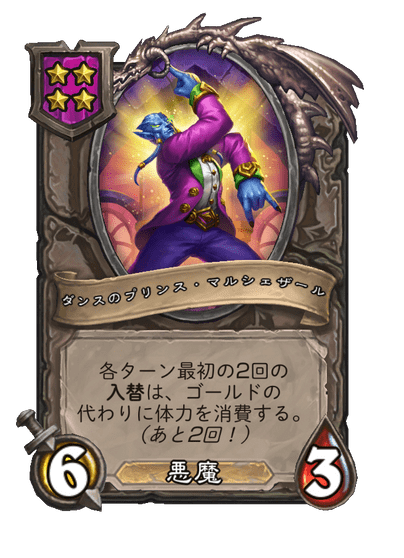 ダンスのプリンス・マルシェザール
各ターン最初の2回の
入替は、ゴールドの
代わりに体力を消費する。
(あと2回！)
6
悪魔
3